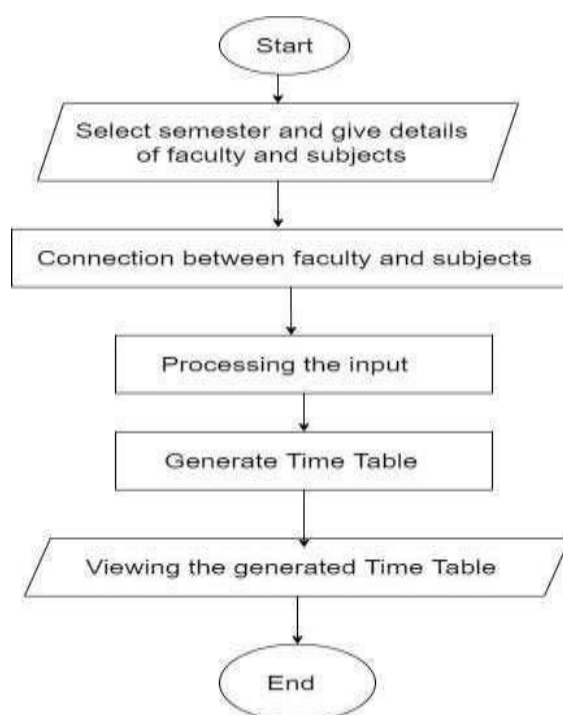 Start
Select semester and give details
of faculty and subjects
Connection between faculty and subjects
Processing the input
Generate Time Table
Viewing the generated Time Table
End